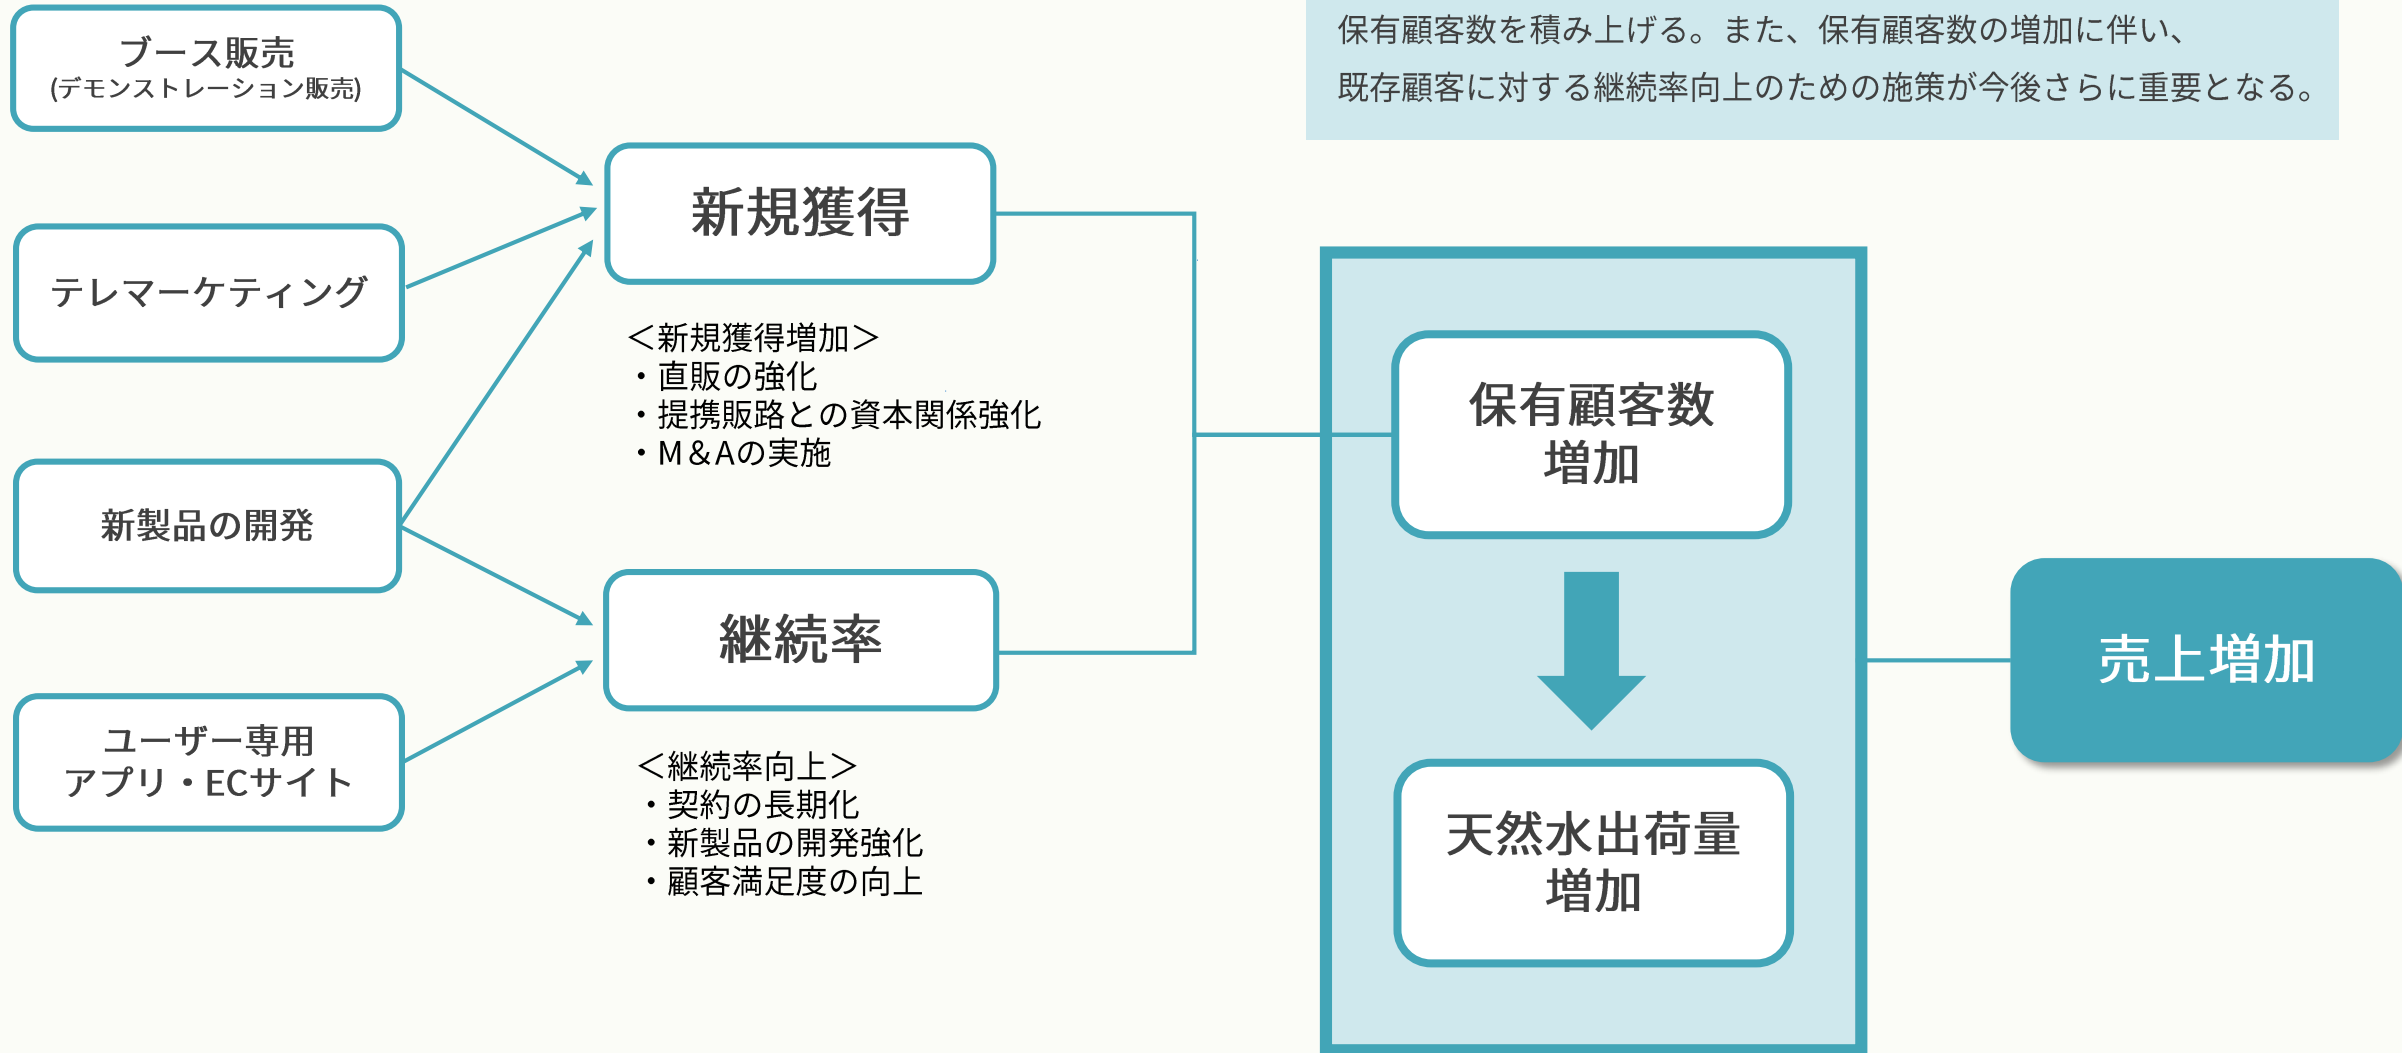 保有顧客数を積み上げる。また、保有顧客数の増加に伴い、
既存顧客に対する継続率向上のための施策が今後さらに重要となる。
ブース販売
(デモンストレーション販売)
テレマーケティング
新製品の開発
ユーザー専用
アプリ・ECサイト
新規獲得
＜新規獲得増加＞
・直販の強化
・提携販路との資本関係強化
・M＆Aの実施
継続率
＜継続率向上＞
・契約の長期化
・新製品の開発強化
・顧客満足度の向上
保有顧客数
増加
天然水出荷量
増加
売上増加